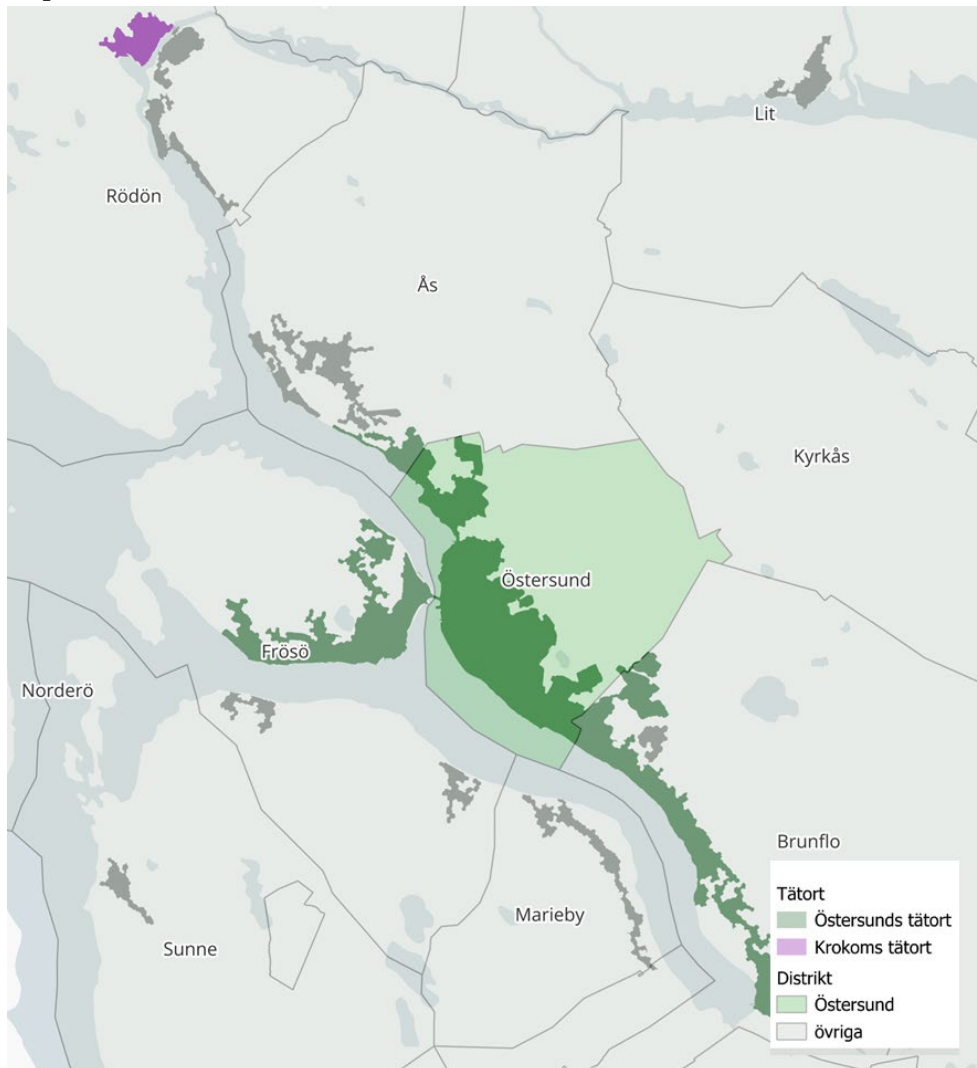 Lit
Rödön
Ås
Kyrkås
Östersund
Frösö
Norderö
Brunflo
Marieby
Sunne
Tätort
Östersunds tätort
Krokoms tätort
Distrikt
Östersund
övriga